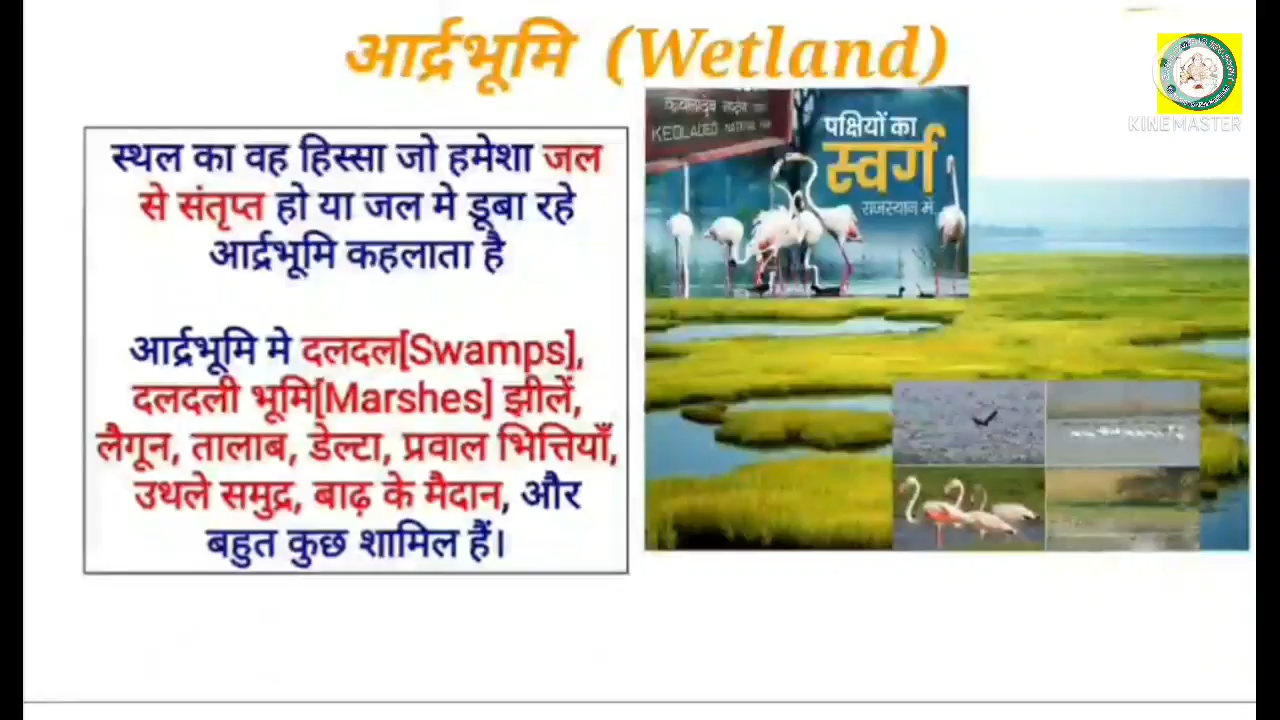 आर्द्रभूमि (Wetland)
KINEMASTER
स्थल का वह हिस्सा जो हमेशा जल
से संतृप्त हो या जल मे डूबा रहे
आर्द्रभूमि कहलाता है
आर्द्रभूमि मे दलदल[Swamps],
दलदली भूमि[Marshes] झीलें,
लैगून, तालाब, डेल्टा, प्रवाल भित्तियाँ,
उथले समुद्र, बाढ़ के मैदान, और
बहुत कुछ शामिल हैं।
KEOLADEO NATIONAL
पक्षियों का
स्वर्ग
राजस्थान में